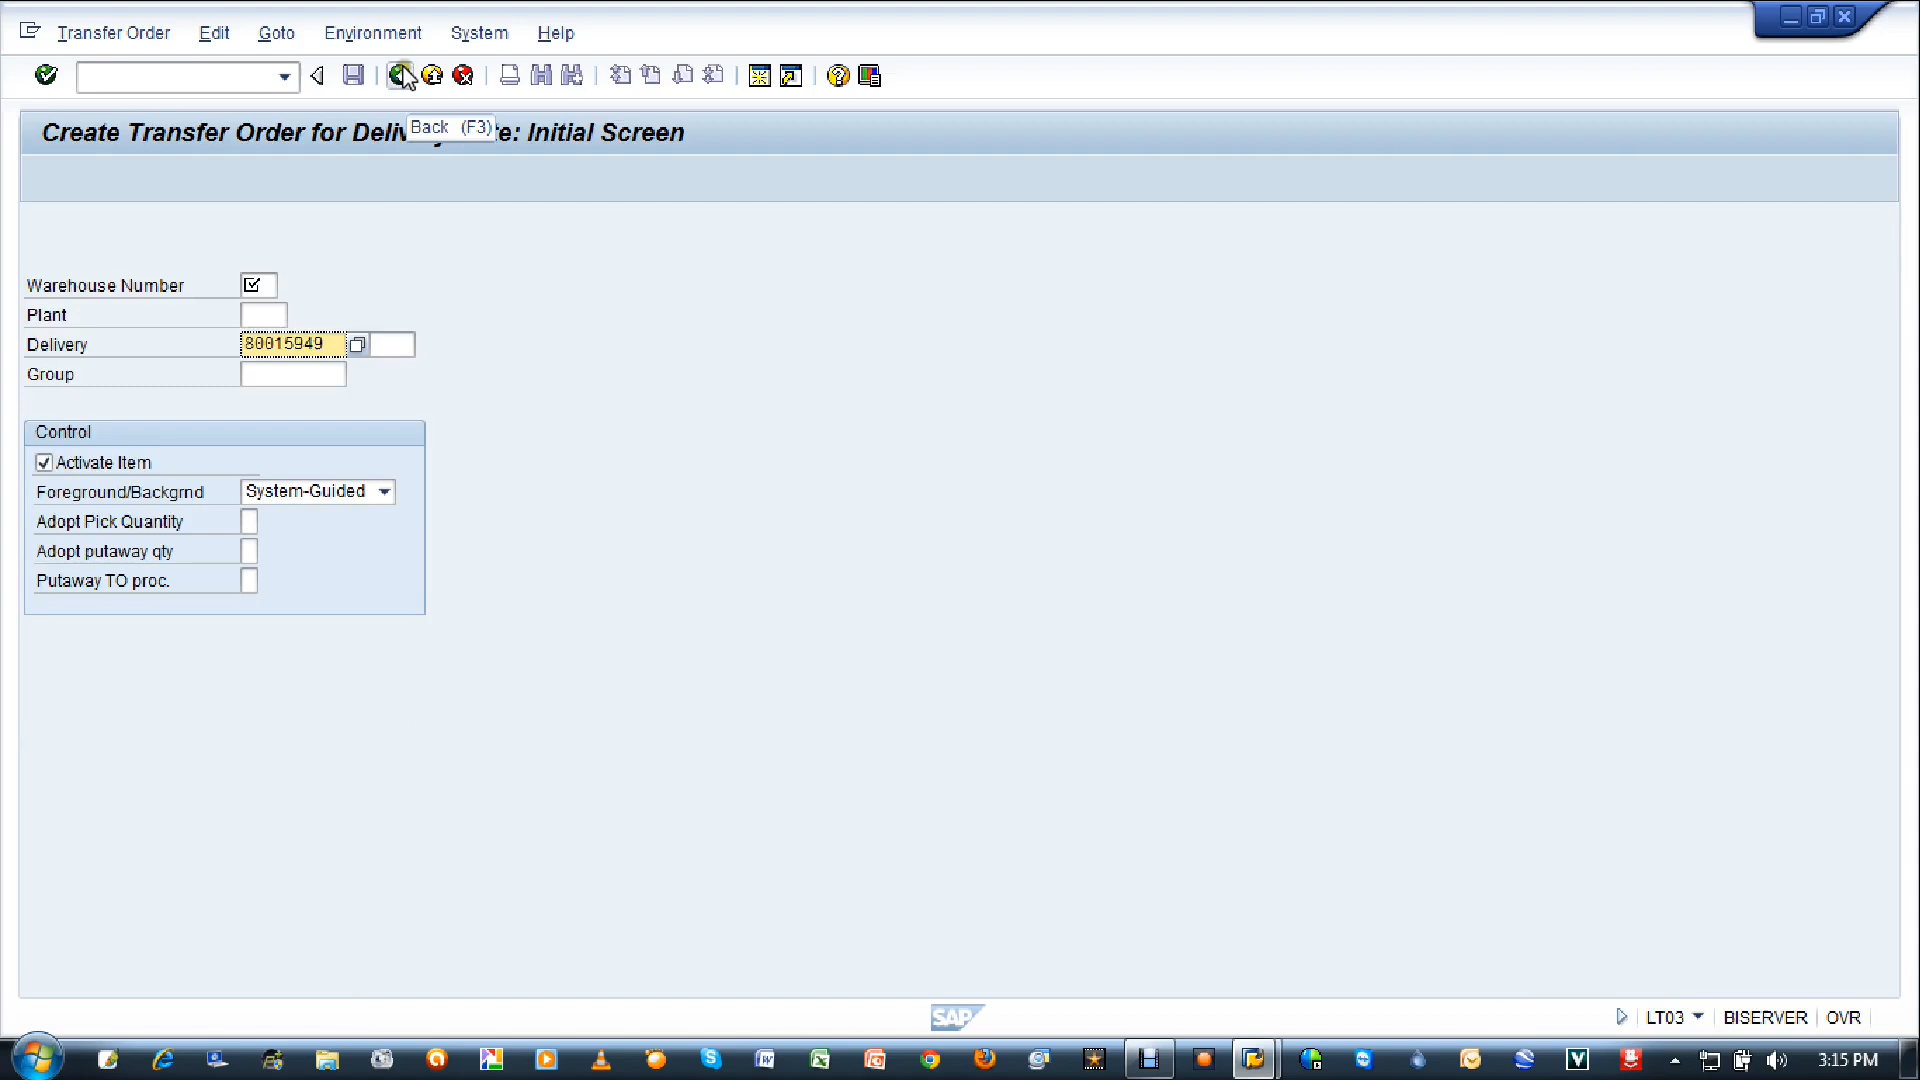 Transfer Order Edit Goto Environment System Help
Create Transfer Order for Deli e: Initial Screen
Back (F3)
Warehouse Number
Plant
Delivery 80015949
Group
Control
Activate Item
Foreground/Backgrnd System-Guided
Adopt Pick Quantity
Adopt putaway qty
Putaway TO proc.
SAP
LT03 BISERVER OVR
3:15 PM